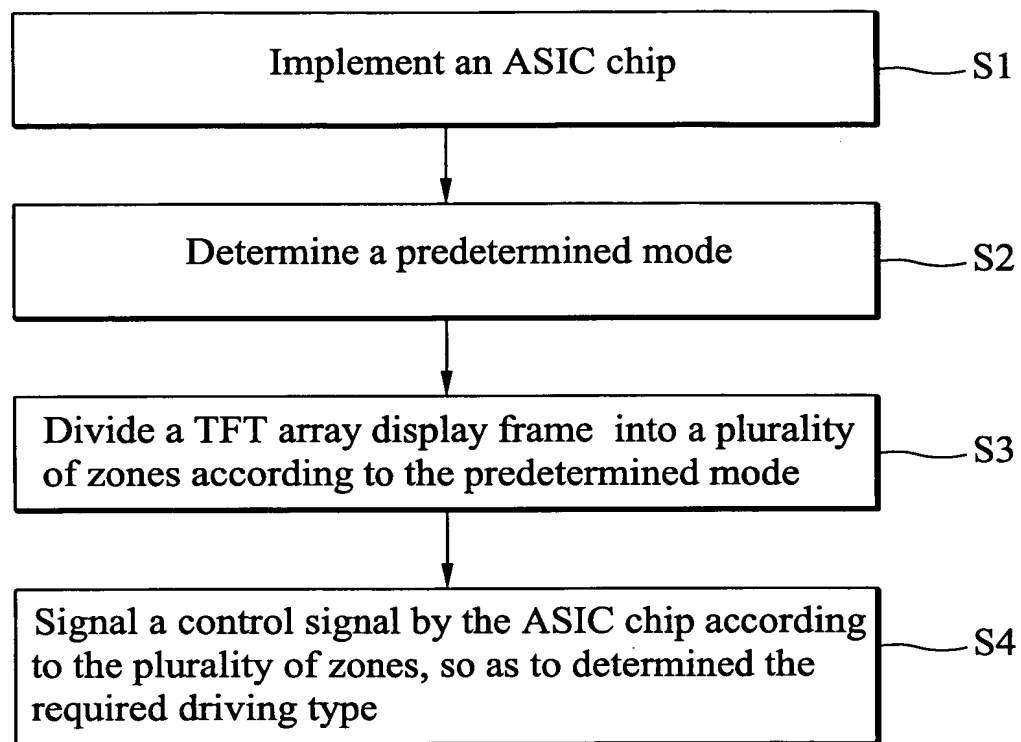 Implement an ASIC chip
S1
Determine a predetermined mode
S2
Divide a TFT array display frame into a plurality
of zones according to the predetermined mode
S3
Signal a control signal by the ASIC chip according
to the plurality of zones, so as to determined the
required driving type
S4